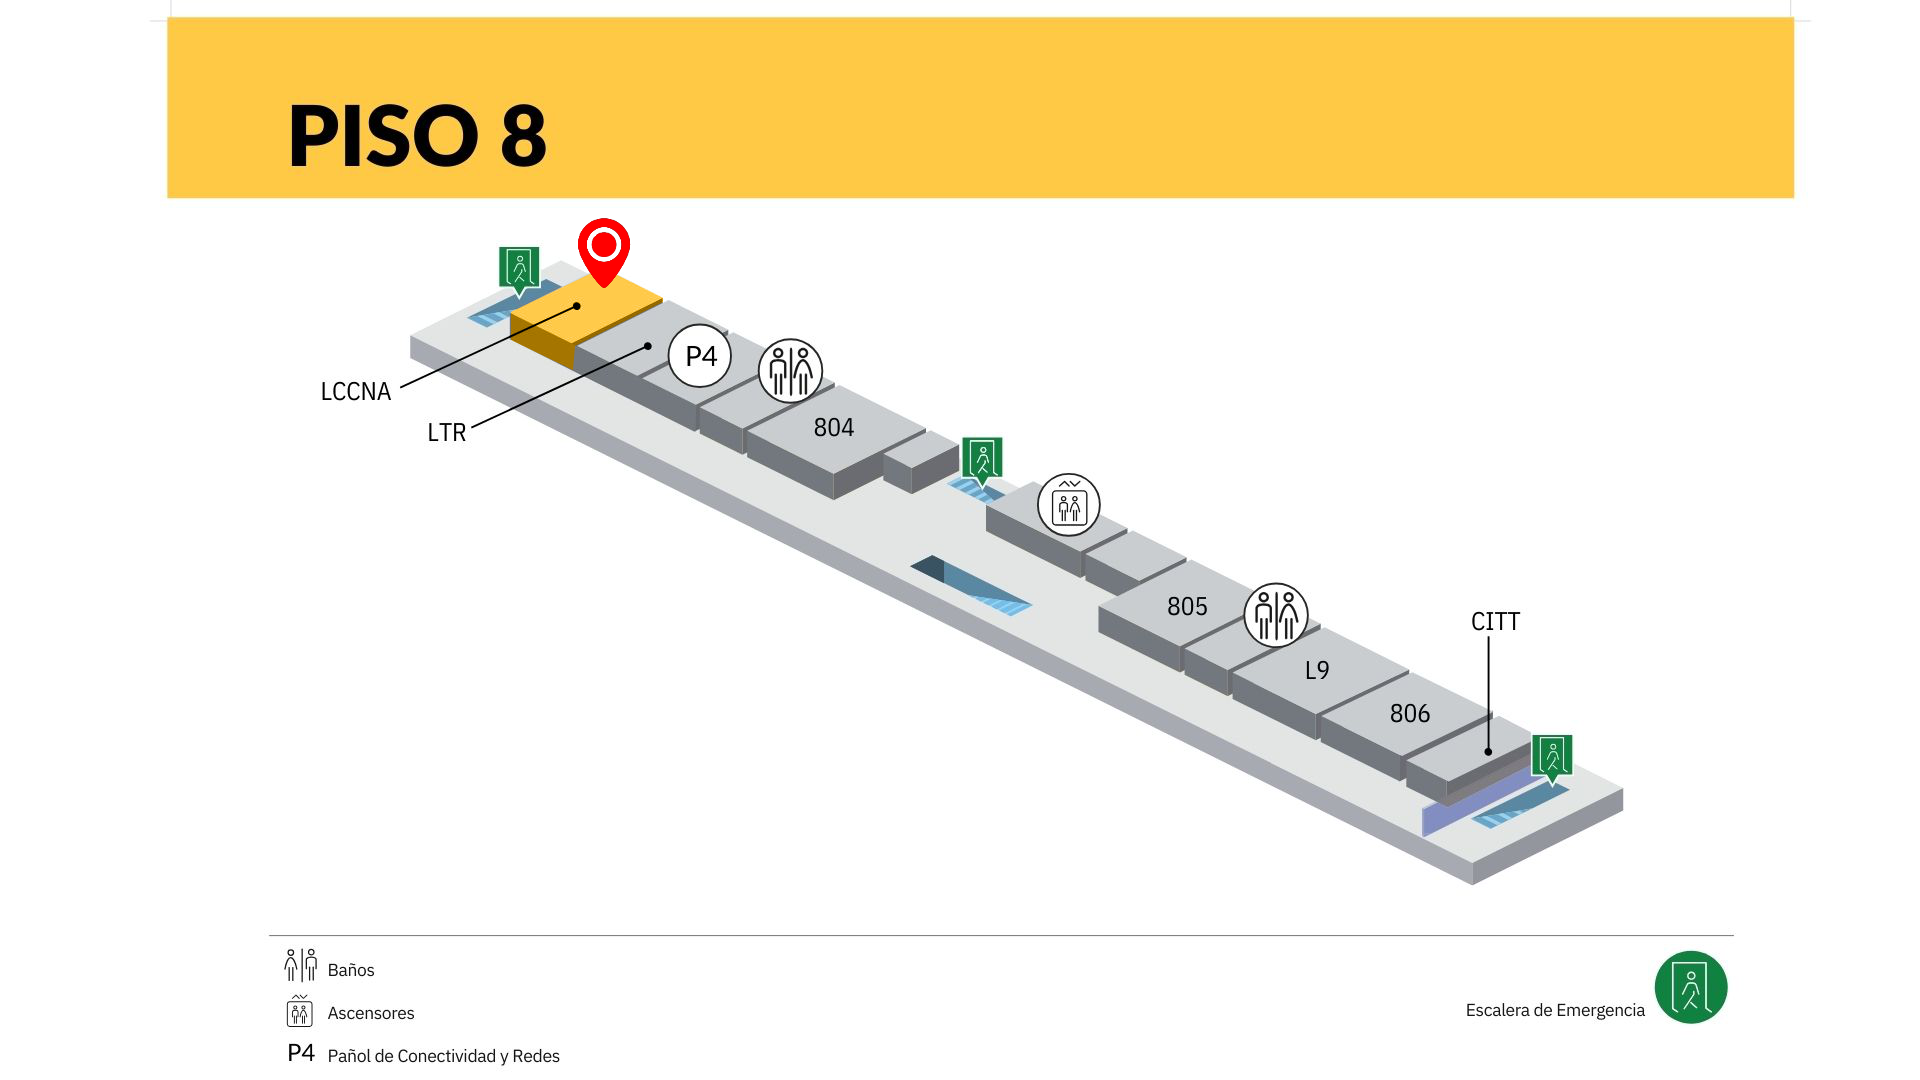 PISO 8
P4
LCCNA
LTR
804
805
CITT
L9
806
Baños
Ascensores
P4 Pañol de Conectividad y Redes
Escalera de Emergencia